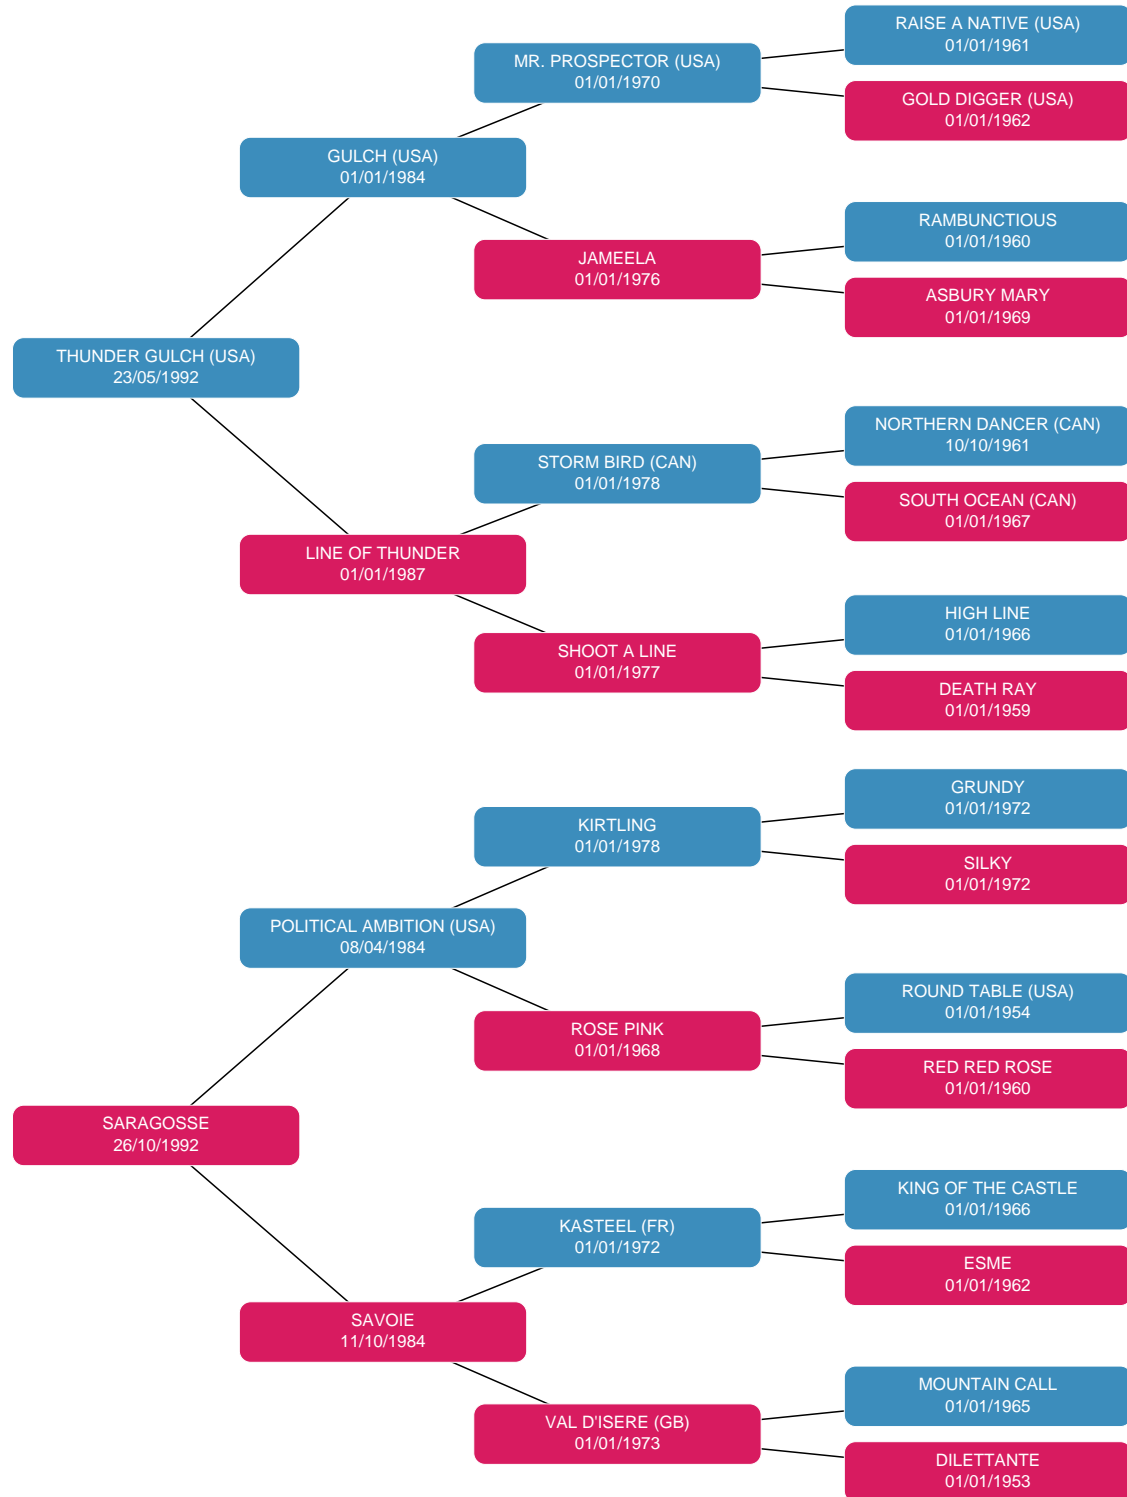 RAISE A NATIVE (USA)
01/01/1961
MR. PROSPECTOR (USA)
01/01/1970
GOLD DIGGER (USA)
01/01/1962
GULCH (USA)
01/01/1984
RAMBUNCTIOUS
01/01/1960
JAMEELA
01/01/1976
ASBURY MARY
01/01/1969
THUNDER GULCH (USA)
23/05/1992
NORTHERN DANCER (CAN)
10/10/1961
STORM BIRD (CAN)
01/01/1978
SOUTH OCEAN (CAN)
01/01/1967
LINE OF THUNDER
01/01/1987
HIGH LINE
01/01/1966
SHOOT A LINE
01/01/1977
DEATH RAY
01/01/1959
GRUNDY
01/01/1972
KIRTLING
01/01/1978
SILKY
01/01/1972
POLITICAL AMBITION (USA)
08/04/1984
ROUND TABLE (USA)
01/01/1954
ROSE PINK
01/01/1968
RED RED ROSE
01/01/1960
SARAGOSSE
26/10/1992
KING OF THE CASTLE
01/01/1966
KASTEEL (FR)
01/01/1972
ESME
01/01/1962
SAVOIE
11/10/1984
MOUNTAIN CALL
01/01/1965
VAL D'ISERE (GB)
01/01/1973
DILETTANTE
01/01/1953